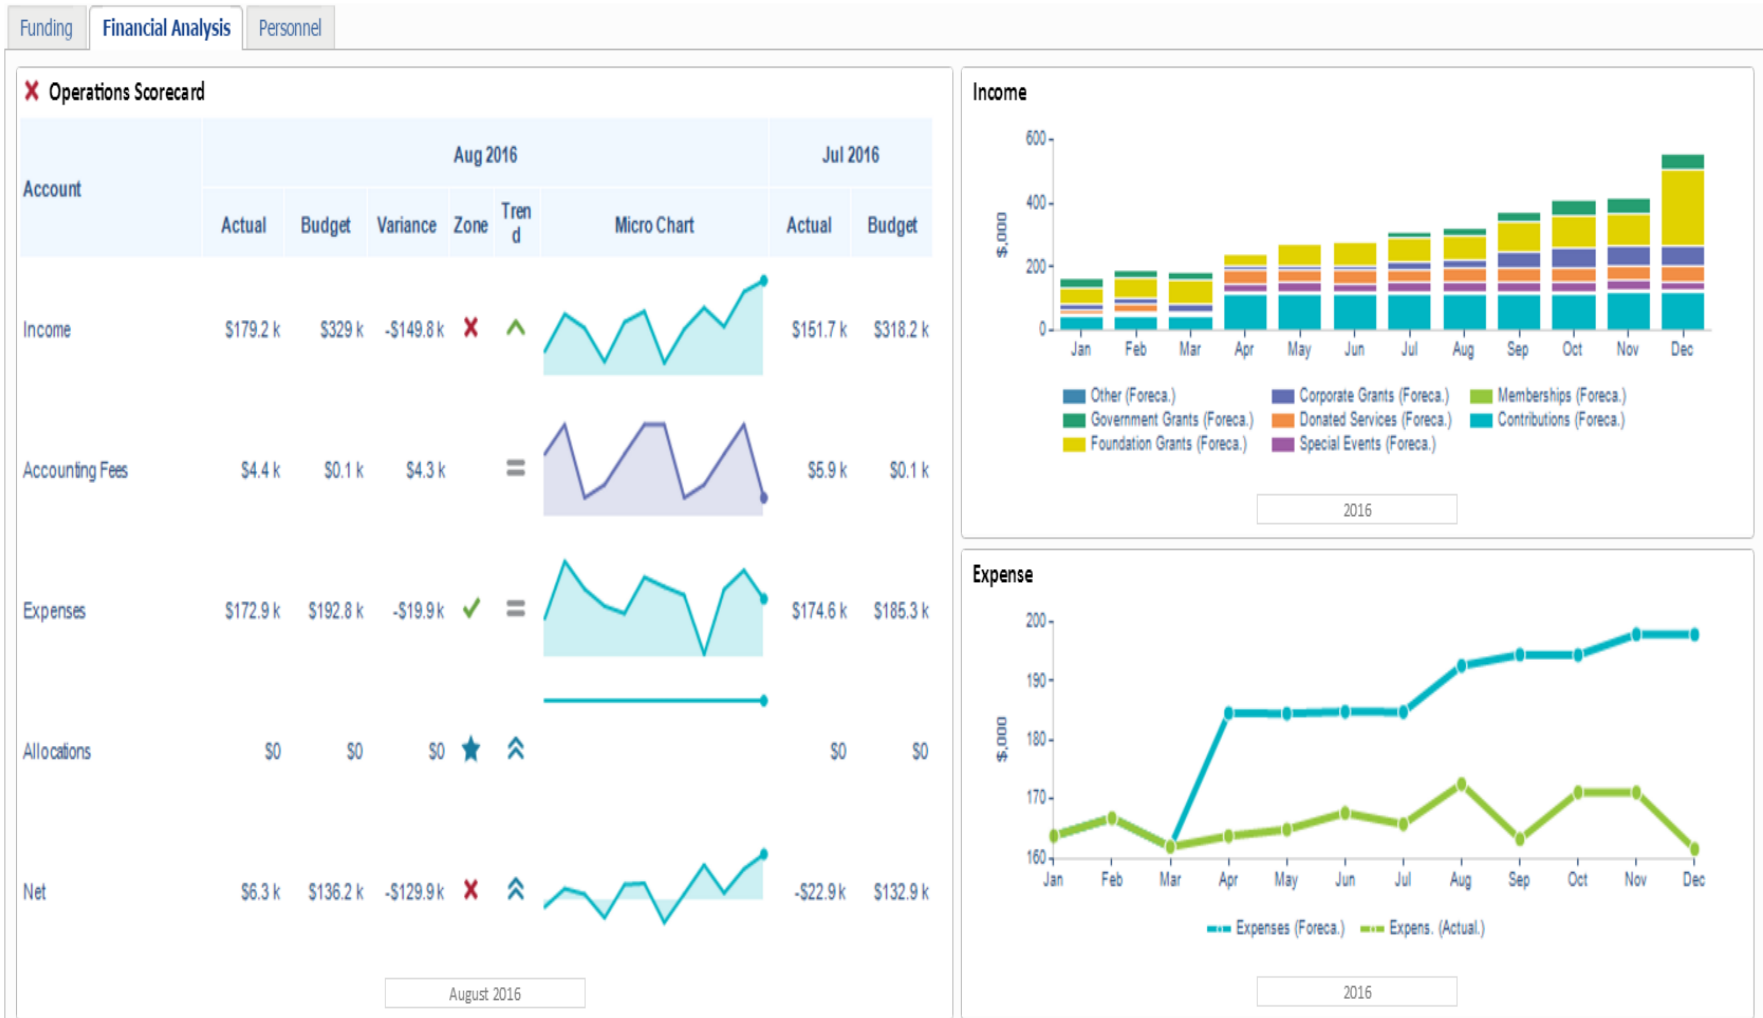 Funding Financial Analysis Personnel
Operations Scorecard
Account
Aug 2016 Jul 2016
Actual Budget Variance Zone Tren
d Micro Chart Actual Budget
Income $179.2 k $329 k -$149.8 k $151.7 k $318.2 k
Accounting Fees $4.4 k $0.1 k $4.3 k $5.9 k $0.1 k
Expenses $172.9 k $192.8 k -$19.9 k $174.6 k $185.3 k
Allocations $0 $0 $0 $0 $0
Net $6.3 k $136.2 k -$129.9 k -$22.9 k $132.9 k
August 2016
Income
600
400
200
0
$,000
Jan Feb Mar Apr May Jun Jul Aug Sep Oct Nov Dec
Other (Foreca.) Corporate Grants (Foreca.) Memberships (Foreca.)
Government Grants (Foreca.) Donated Services (Foreca.) Contributions (Foreca.)
Foundation Grants (Foreca.) Special Events (Foreca.)
2016
Expense
200
190
180
170
160
$,000
Jan Feb Mar Apr May Jun Jul Aug Sep Oct Nov Dec
Expenses (Foreca.) Expens. (Actual.)
2016